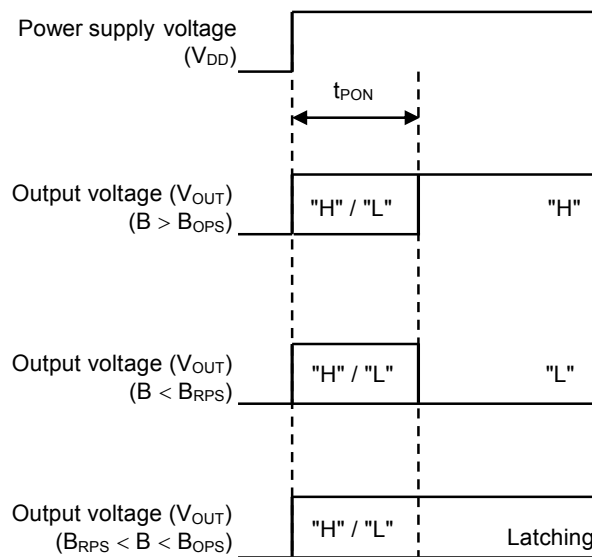 Power supply voltage
(VDD)
tPON
Output voltage (VOUT)
(B > BOPS)
"H" / "L"
"H"
Output voltage (VOUT)
(B < BRPS)
"H" / "L"
"L"
Output voltage (VOUT)
(BRPS < B < BOPS)
"H" / "L"
Latching